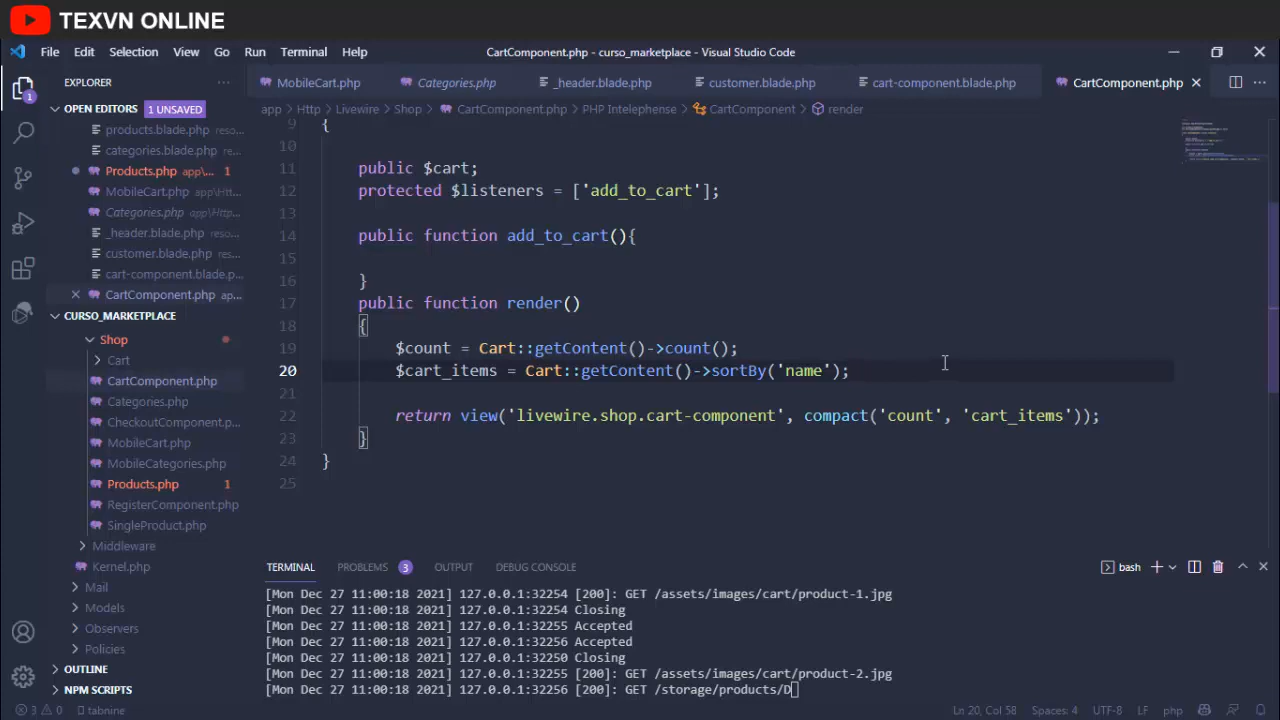 TEXVN ONLINE
File Edit Selection View Go Run Terminal Help
CartComponent.php - curso_marketplace - Visual Studio Code
EXPLORER ...
MobileCart.php Categories.php _header.blade.php customer.blade.php cart-component.blade.php CartComponent.php
OPEN EDITORS 1 UNSAVED
app > Http > Livewire > Shop > CartComponent.php > PHP Intelephense > CartComponent > render
products.blade.php reso...
categories.blade.php reso...
Products.php app\... 1
MobileCart.php app\Htt...
Categories.php app\Http...
_header.blade.php reso...
customer.blade.php reso...
cart-component.blade.p...
CartComponent.php ap...
CURSO_MARKETPLACE
Shop
Cart
CartComponent.php
Categories.php
CheckoutComponent.p...
MobileCart.php
MobileCategories.php
Products.php 1
RegisterComponent.php
SingleProduct.php
Middleware
Kernel.php
Mail
Models
Observers
Policies
OUTLINE
NPM SCRIPTS
1
9 {
10
11 public $cart;
12 protected $listeners = ['add_to_cart'];
13
14 public function add_to_cart(){
15
16 }
17 public function render()
18 {
19 $count = Cart::getContent()->count();
20 $cart_items = Cart::getContent()->sortBy('name');
21
22 return view('livewire.shop.cart-component', compact('count', 'cart_items'));
23 }
24 }
25
TERMINAL PROBLEMS 3 OUTPUT DEBUG CONSOLE
bash
[Mon Dec 27 11:00:18 2021] 127.0.0.1:32254 [200]: GET /assets/images/cart/product-1.jpg
[Mon Dec 27 11:00:18 2021] 127.0.0.1:32254 Closing
[Mon Dec 27 11:00:18 2021] 127.0.0.1:32255 Accepted
[Mon Dec 27 11:00:18 2021] 127.0.0.1:32256 Accepted
[Mon Dec 27 11:00:18 2021] 127.0.0.1:32250 Closing
[Mon Dec 27 11:00:18 2021] 127.0.0.1:32255 [200]: GET /assets/images/cart/product-2.jpg
[Mon Dec 27 11:00:18 2021] 127.0.0.1:32256 [200]: GET /storage/products/D
3 0 tabnine
Ln 20, Col 58 Spaces: 4 UTF-8 LF php